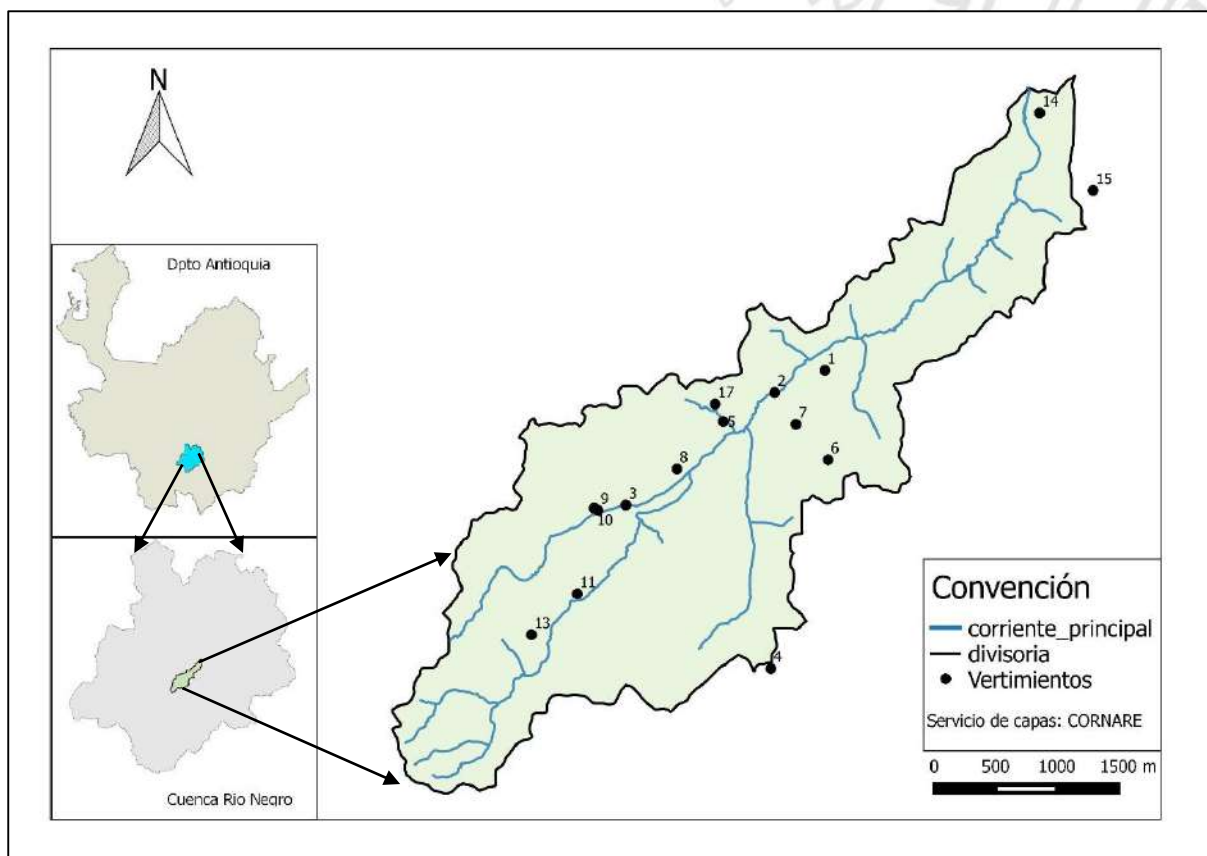 N
Dpto Antioquia
Cuenca Rio Negro
14
15
1
2
17
5
7
6
8
9
10
3
11
13
4
Convención
corriente_principal
divisoria
Vertimientos
Servicio de capas: CORNARE
0 500 1000 1500 m